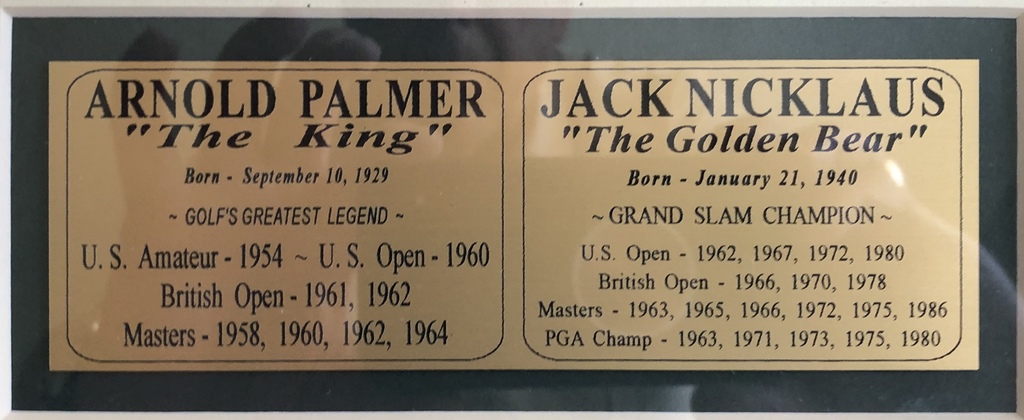 ARNOLD PALMER
"The King"
Born - September 10, 1929
~ GOLF'S GREATEST LEGEND ~
U. S. Amateur - 1954 ~ U. S. Open - 1960
British Open - 1961, 1962
Masters - 1958, 1960, 1962, 1964
JACK NICKLAUS
"The Golden Bear"
Born - January 21, 1940
~ GRAND SLAM CHAMPION ~
U.S. Open - 1962, 1967, 1972, 1980
British Open - 1966, 1970, 1978
Masters - 1963, 1965, 1966, 1972, 1975, 1986
PGA Champ - 1963, 1971, 1973, 1975, 1980